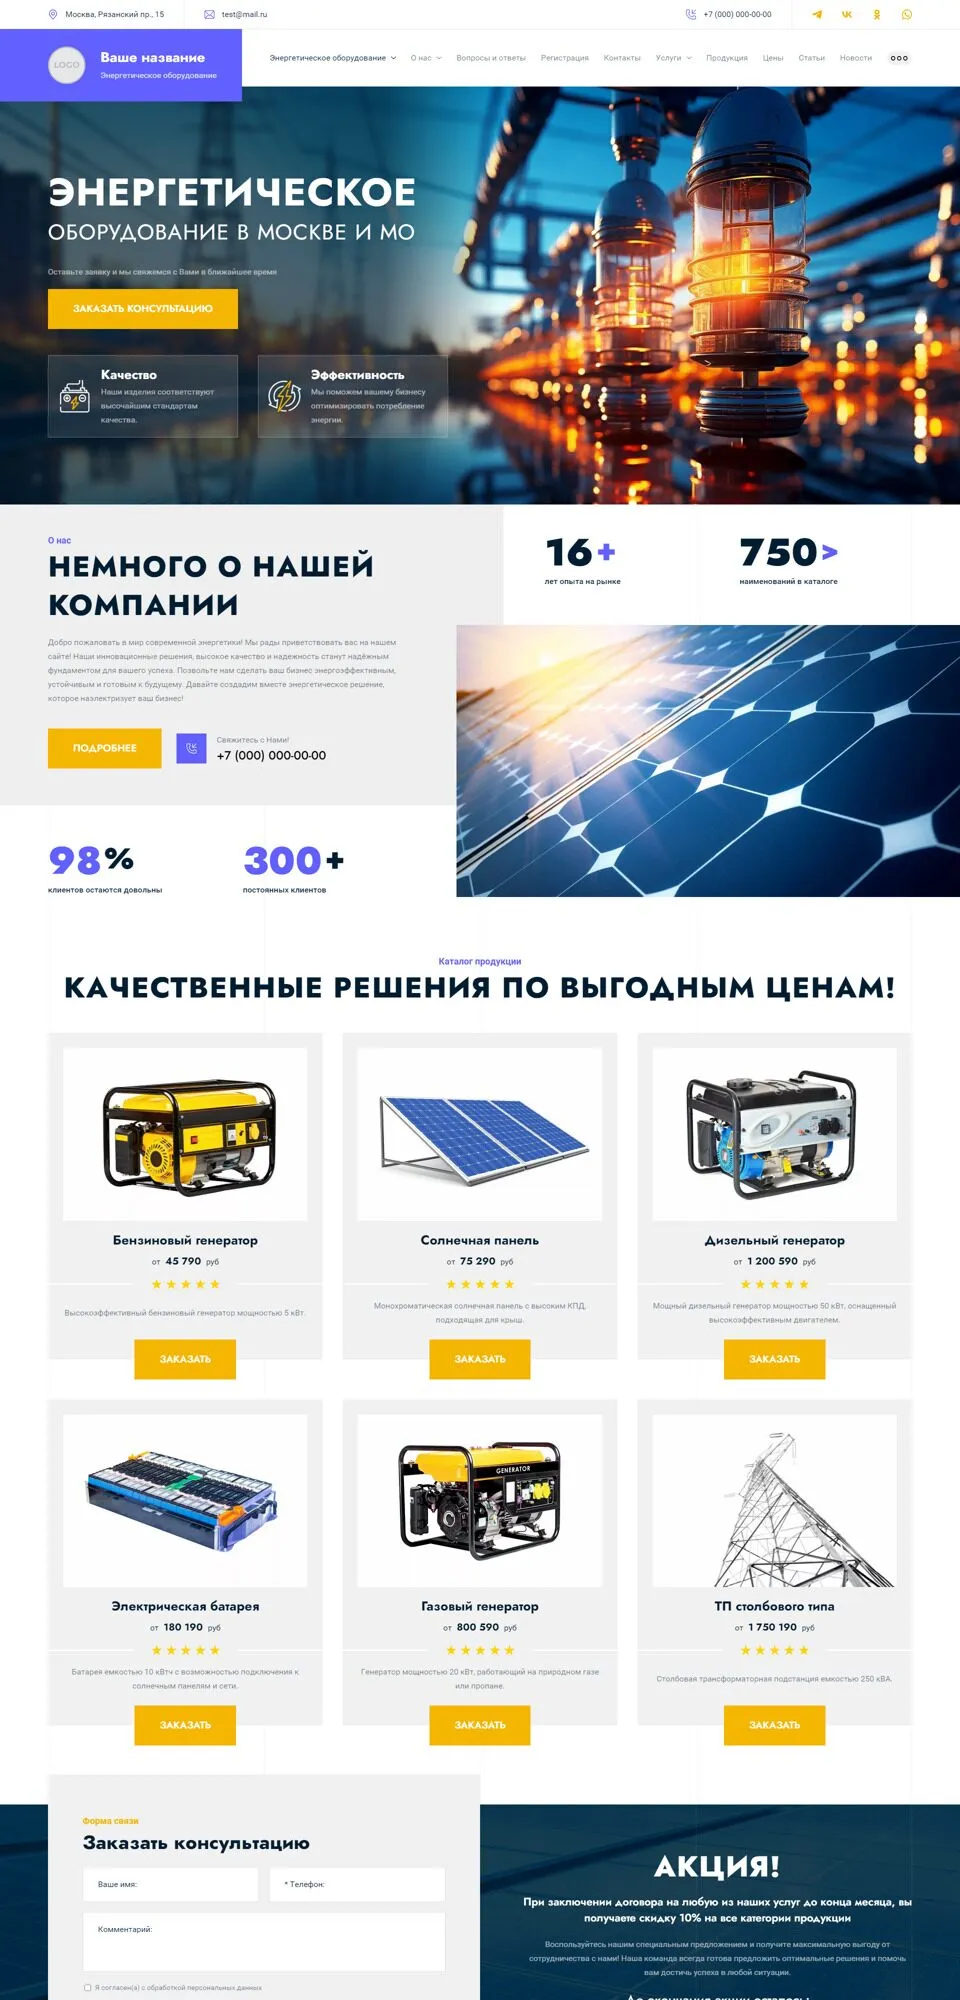 Москва, Рязанский пр., 15
test@mail.ru
+7 (000) 000-00-00
LOGO
Ваше название
Энергетическое оборудование
Энергетическое оборудование
О нас
Вопросы и ответы
Регистрация
Контакты
Услуги
Продукция
Цены
Статьи
Новости
ЭНЕРГЕТИЧЕСКОЕ
ОБОРУДОВАНИЕ В МОСКВЕ И МО
Оставьте заявку и мы свяжемся с Вами в ближайшее время
ЗАКАЗАТЬ КОНСУЛЬТАЦИЮ
Качество
Наши изделия соответствуют
высочайшим стандартам
качества.
Эффективность
Мы поможем вашему бизнесу
оптимизировать потребление
энергии.
О нас
НЕМНОГО О НАШЕЙ
КОМПАНИИ
Добро пожаловать в мир современной энергетики! Мы рады приветствовать вас на нашем
сайте! Наши инновационные решения, высокое качество и надежность станут надёжным
фундаментом для вашего успеха. Позвольте нам сделать ваш бизнес энергоэффективным,
устойчивым и готовым к будущему. Давайте создадим вместе энергетическое решение,
которое наэлектризует ваш бизнес!
ПОДРОБНЕЕ
Свяжитесь с Нами!
+7 (000) 000-00-00
16+
лет опыта на рынке
750>
наименований в каталоге
98%
клиентов остаются довольны
300+
постоянных клиентов
Каталог продукции
КАЧЕСТВЕННЫЕ РЕШЕНИЯ ПО ВЫГОДНЫМ ЦЕНАМ!
Бензиновый генератор
от 45 790 руб
Высокоэффективный бензиновый генератор мощностью 5 кВт.
ЗАКАЗАТЬ
Солнечная панель
от 75 290 руб
Монохроматическая солнечная панель с высоким КПД,
подходящая для крыш.
ЗАКАЗАТЬ
Дизельный генератор
от 1 200 590 руб
Мощный дизельный генератор мощностью 50 кВт, оснащенный
высокоэффективным двигателем.
ЗАКАЗАТЬ
Электрическая батарея
от 180 190 руб
Батарея емкостью 10 кВтч с возможностью подключения к
солнечным панелям и сети.
ЗАКАЗАТЬ
GENERATOR
Газовый генератор
от 800 590 руб
Генератор мощностью 20 кВт, работающий на природном газе
или пропане.
ЗАКАЗАТЬ
ТП столбового типа
от 1 750 190 руб
Столбовая трансформаторная подстанция емкостью 250 кВА.
ЗАКАЗАТЬ
Форма связи
Заказать консультацию
Ваше имя:
* Телефон:
Комментарий:
Я согласен(а) с обработкой персональных данных
АКЦИЯ!
При заключении договора на любую из наших услуг до конца месяца, вы
получаете скидку 10% на все категории продукции
Воспользуйтесь нашим специальным предложением и получите максимальную выгоду от
сотрудничества с нами! Наша команда всегда готова предложить оптимальные решения и помочь
вам достичь успеха в любой ситуации.
До окончания акции осталось: